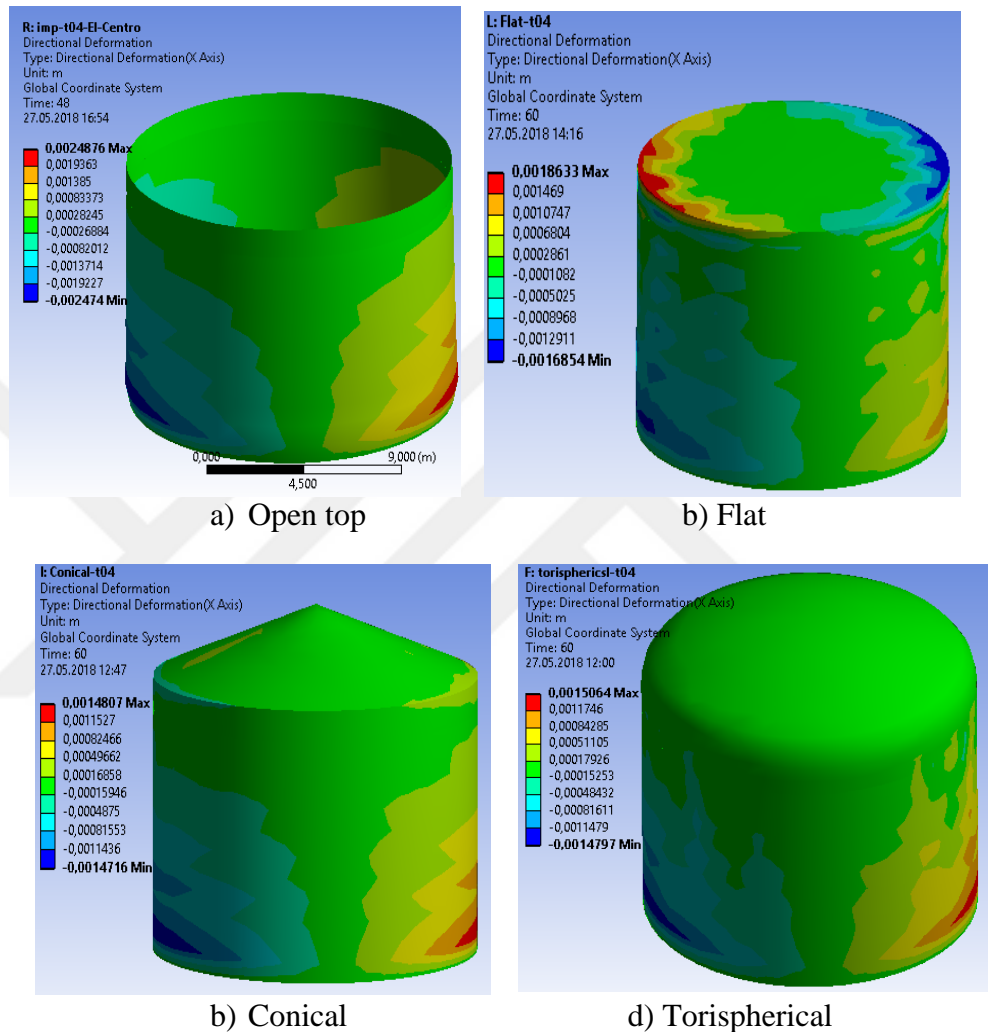 R: imp-t04-El-Centro
Directional Deformation
Type: Directional Deformation(X Axis)
Unit: m
Global Coordinate System
Time: 48
27.05.2018 16:54
0,0024876 Max
0,0019363
0,001385
0,00083373
0,00028245
-0,00026884
-0,00082012
-0,0013714
-0,0019227
-0,002474 Min
0,000
9,000 (m)
4,500
a) Open top
L: Flat-t04
Directional Deformation
Type: Directional Deformation(X Axis)
Unit: m
Global Coordinate System
Time: 60
27.05.2018 14:16
0,0018633 Max
0,001469
0,0010747
0,0006804
0,0002861
-0,0001082
-0,0005025
-0,0008968
-0,0012911
-0,0016854 Min
b) Flat
I: Conical-t04
Directional Deformation
Type: Directional Deformation(X Axis)
Unit: m
Global Coordinate System
Time: 60
27.05.2018 12:47
0,0014807 Max
0,0011527
0,00082466
0,00049662
0,00016858
-0,00015946
-0,0004875
-0,00081553
-0,0011436
-0,0014716 Min
b) Conical
F: torisphericsl-t04
Directional Deformation
Type: Directional Deformation(X Axis)
Unit: m
Global Coordinate System
Time: 60
27.05.2018 12:00
0,0015064 Max
0,0011746
0,00084285
0,00051105
0,00017926
-0,00015253
-0,00048432
-0,00081611
-0,0011479
-0,0014797 Min
d) Torispherical